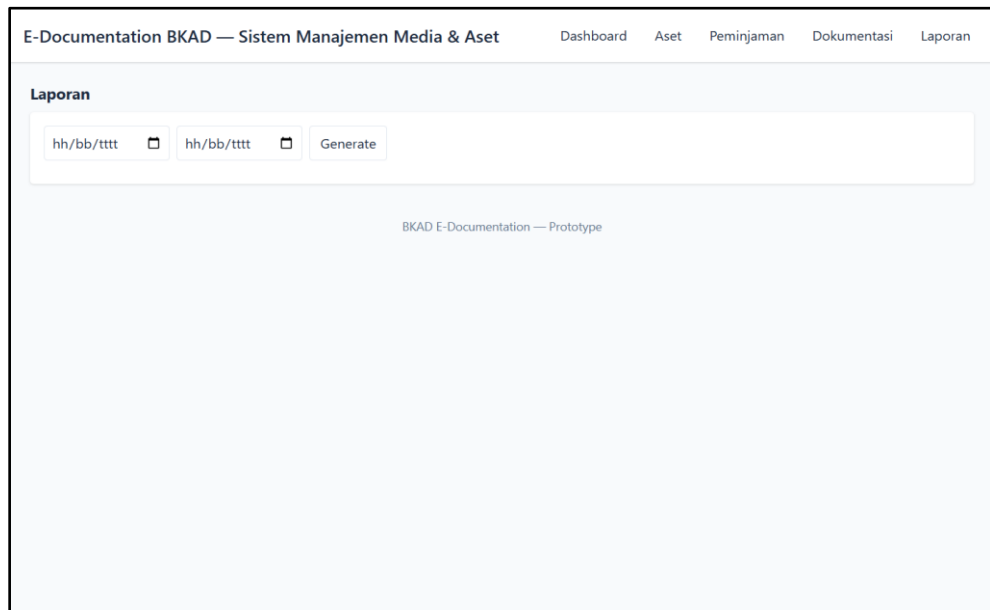 E-Documentation BKAD — Sistem Manajemen Media & Aset Dashboard Aset Peminjaman Dokumentasi Laporan
Laporan
hh/bb/tttt hh/bb/tttt Generate
BKAD E-Documentation — Prototype